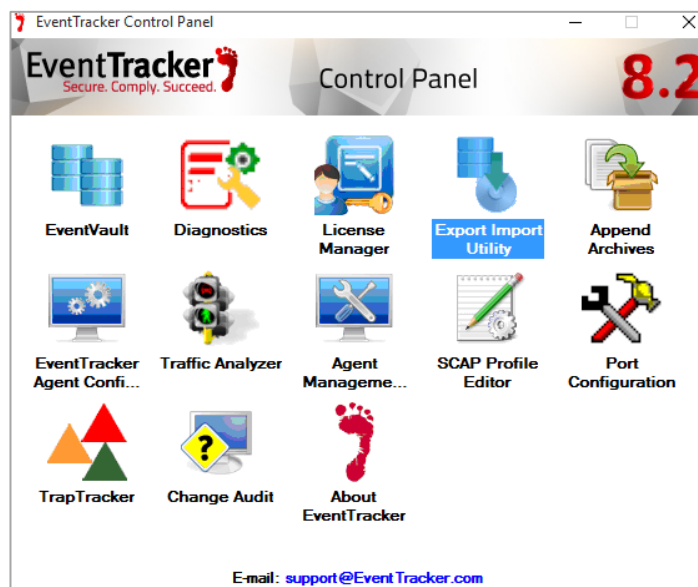 EventTracker Control Panel
EventTracker
Secure. Comply. Succeed.
Control Panel
8.2
EventVault
Diagnostics
License
Manager
Export Import
Utility
Append
Archives
EventTracker
Agent Confi...
Traffic Analyzer
Agent
Manageme...
SCAP Profile
Editor
Port
Configuration
TrapTracker
Change Audit
About
EventTracker
E-mail: support@EventTracker.com